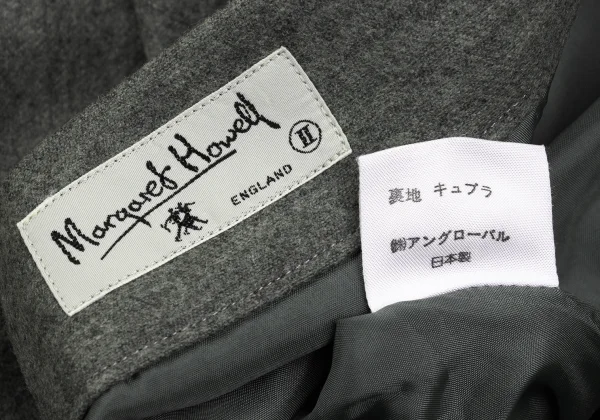 Margaret Howell
II
ENGLAND
裏地 キュプラ
㈱アングローバル
日本製